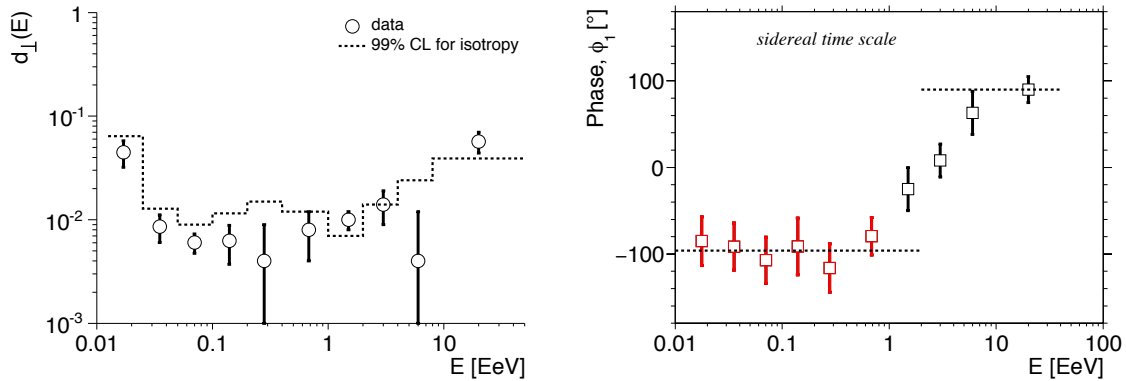 d⊥(E)
1
10⁻¹
10⁻²
10⁻³
data
99% CL for isotropy
0.01 0.1 1 10
E [EeV]
Phase, ϕ₁ [°]
sidereal time scale
100
0
−100
0.01 0.1 1 10 100
E [EeV]